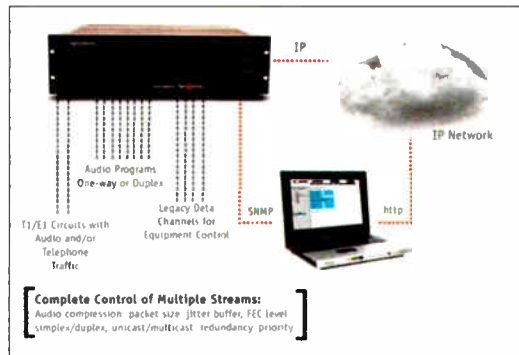 IP
IP Network
Audio Programs
One-way or Duplex
T1/E1 Circuits with
Audio and/or
Telephone
Traffic
Legacy Data
Channels for
Equipment Control
SNMP
http
Complete Control of Multiple Streams:
Audio compression packet size jitter buffer, FEC level
simplex/duplex, unicast/multicast redundancy priority